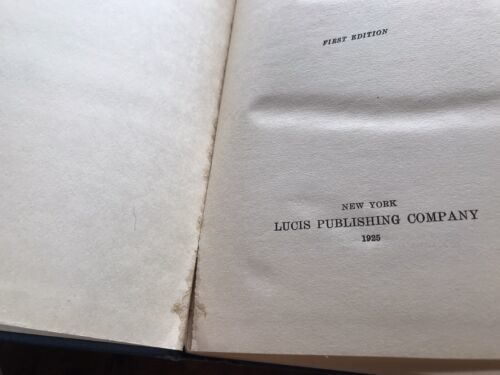 FIRST EDITION
NEW YORK
LUCIS PUBLISHING COMPANY
1925